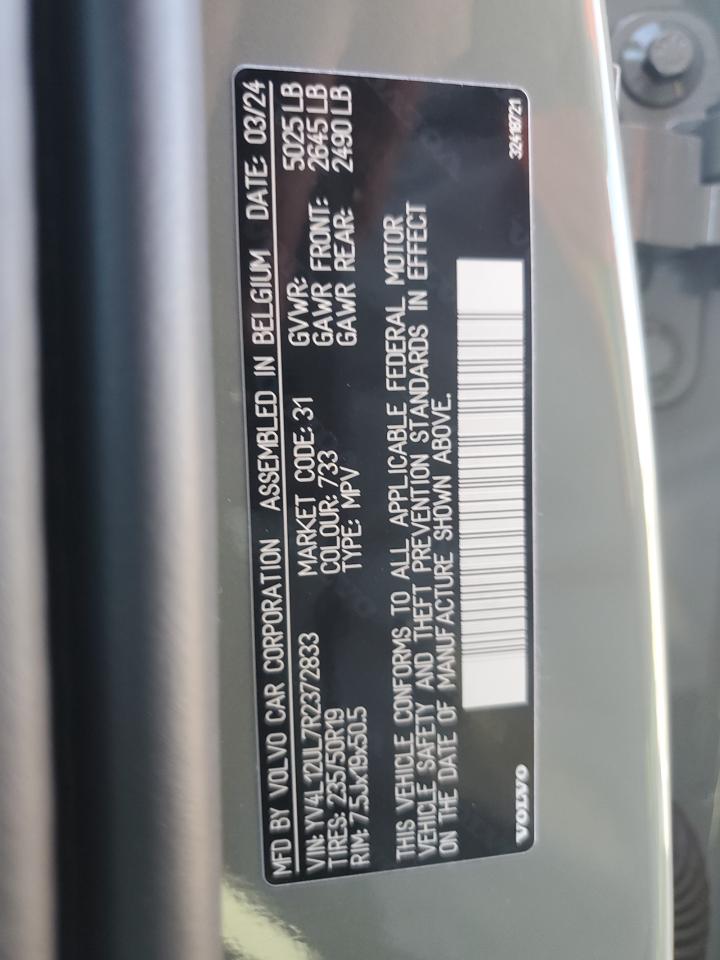 MFD BY VOLVO CAR CORPORATION ASSEMBLED IN BELGIUM DATE: 03/24
VIN: YV4L12UL7R2372833 MARKET CODE: 31 GVWR: 5025 LB
TIRES: 235/50R19 COLOUR: 733 GAWR FRONT: 2645 LB
RIM: 7.5Jx19x50.5 TYPE: MPV GAWR REAR: 2490 LB
THIS VEHICLE CONFORMS TO ALL APPLICABLE FEDERAL MOTOR
VEHICLE SAFETY AND THEFT PREVENTION STANDARDS IN EFFECT
ON THE DATE OF MANUFACTURE SHOWN ABOVE.
VOLVO 32418721